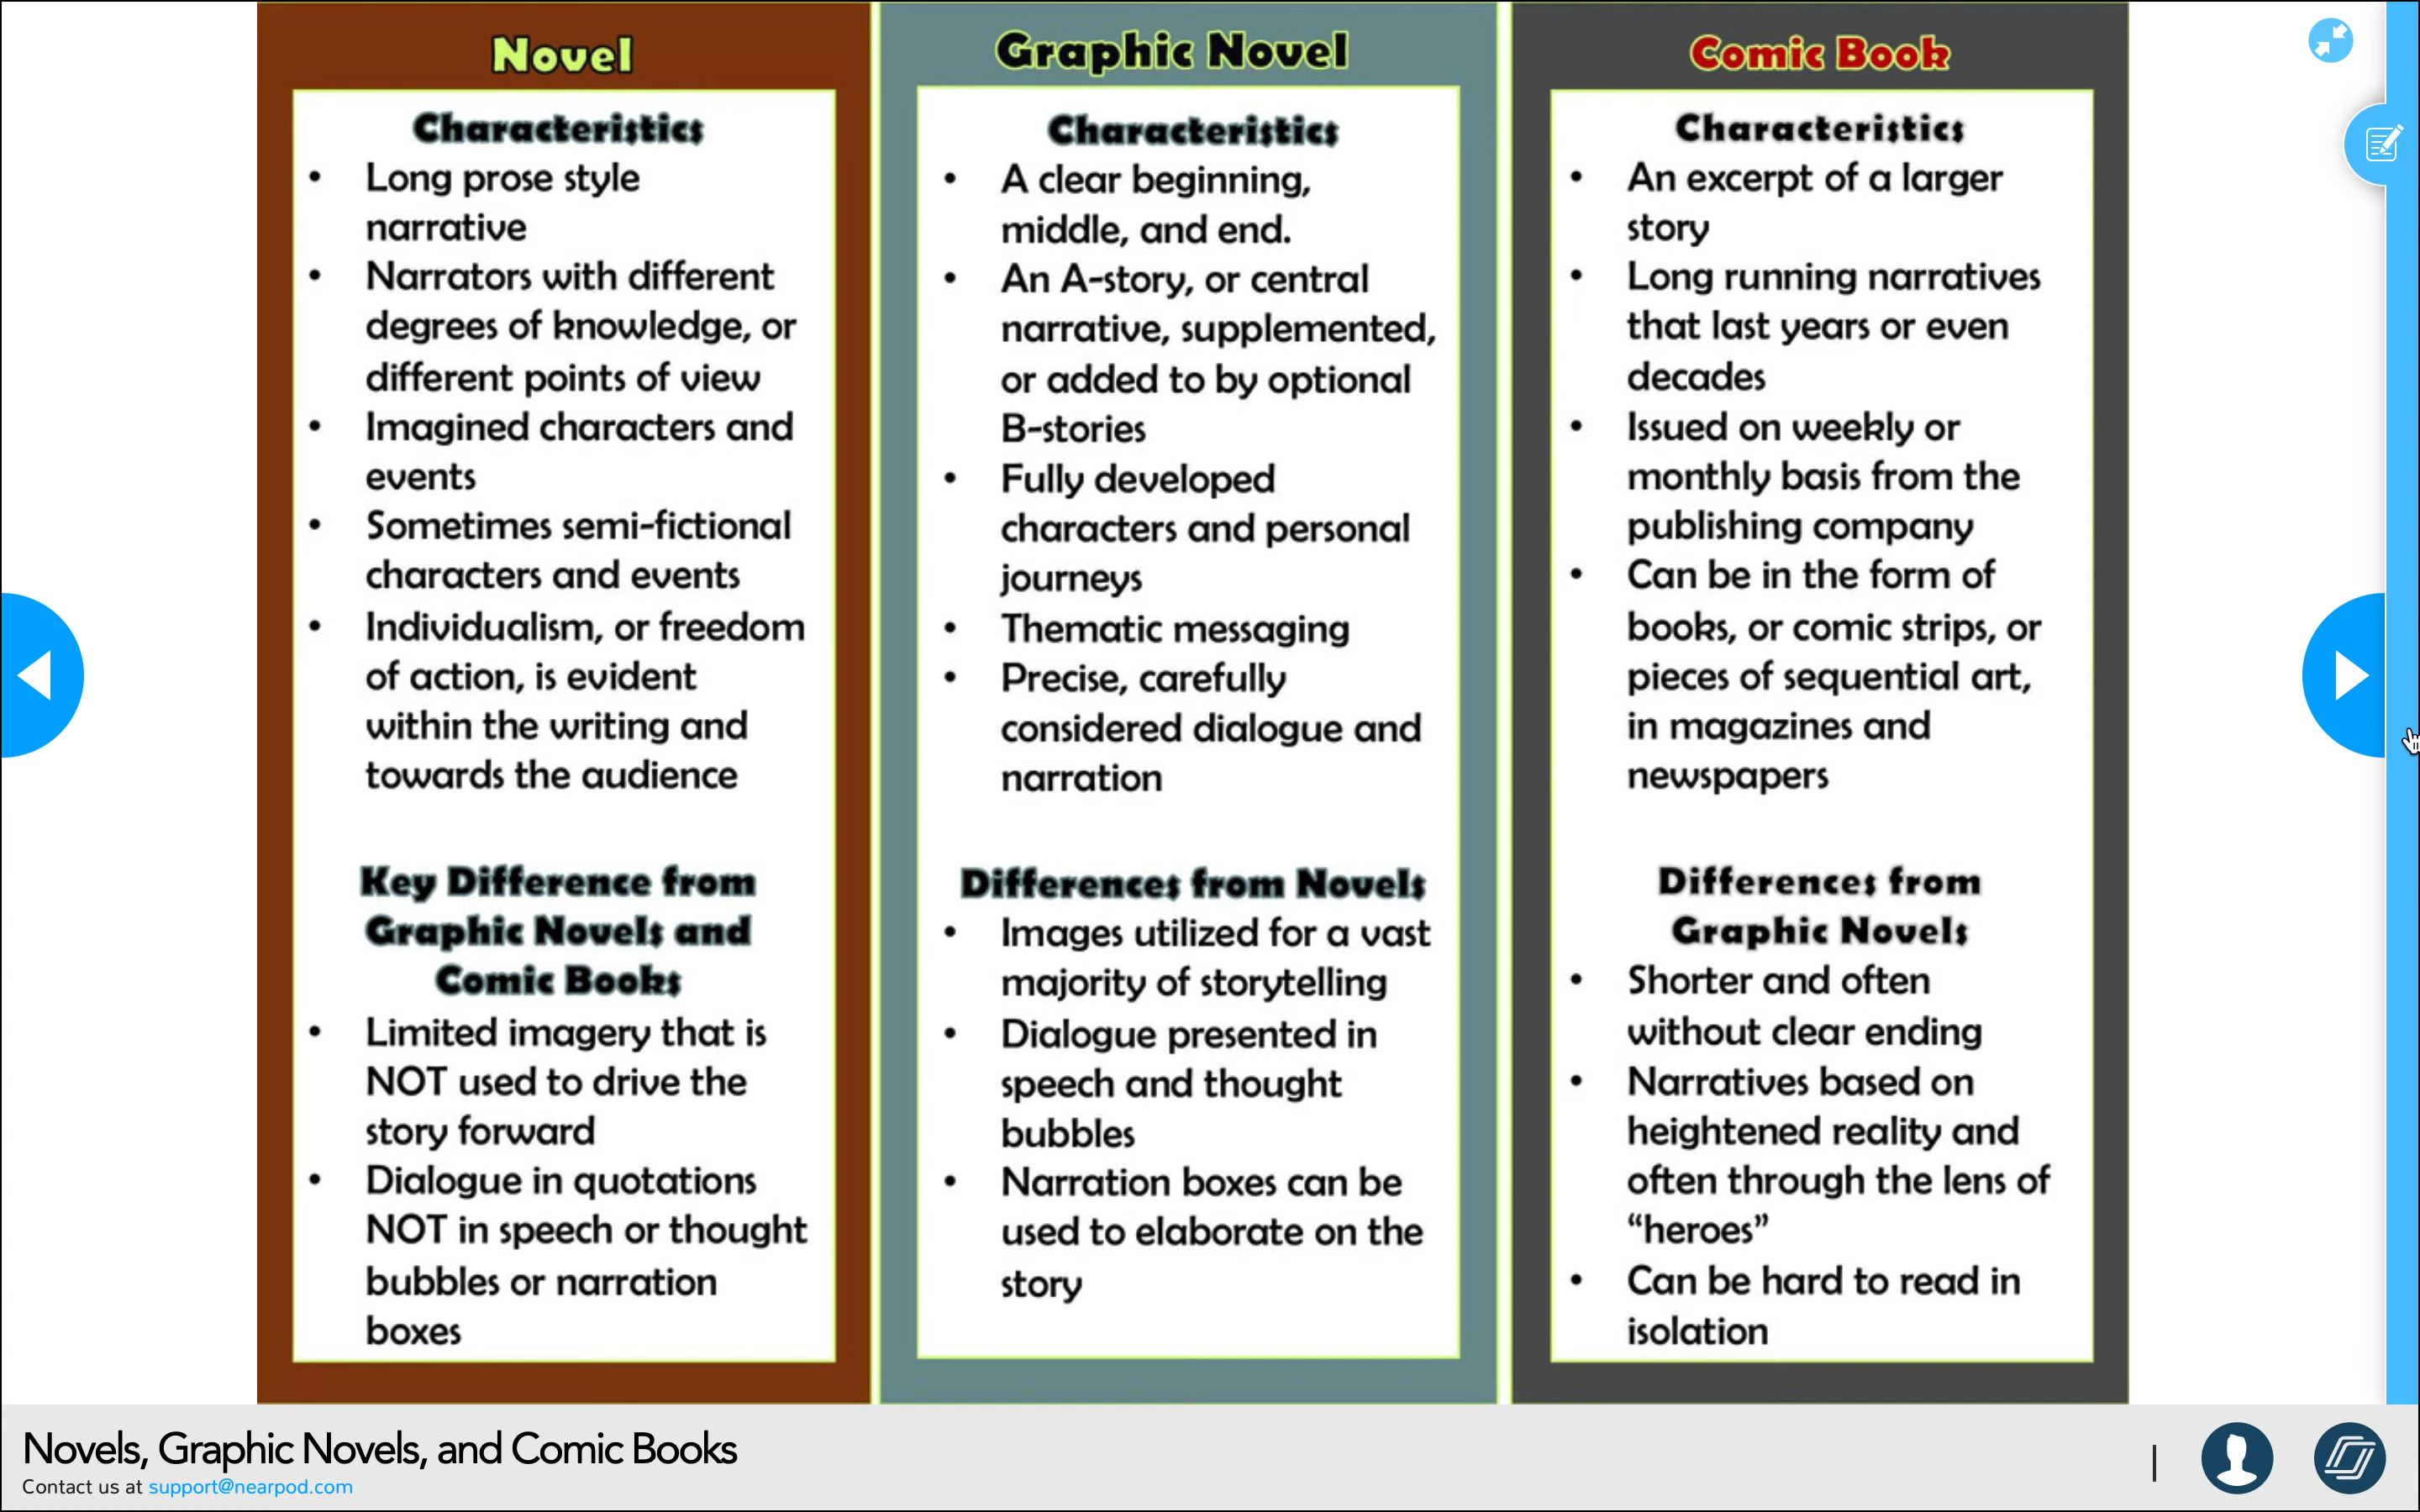 Novel
Characteristics
• Long prose style
narrative
• Narrators with different
degrees of knowledge, or
different points of view
• Imagined characters and
events
• Sometimes semi-fictional
characters and events
• Individualism, or freedom
of action, is evident
within the writing and
towards the audience
Key Difference from
Graphic Novels and
Comic Books
• Limited imagery that is
NOT used to drive the
story forward
• Dialogue in quotations
NOT in speech or thought
bubbles or narration
boxes
Graphic Novel
Characteristics
• A clear beginning,
middle, and end.
• An A-story, or central
narrative, supplemented,
or added to by optional
B-stories
• Fully developed
characters and personal
journeys
• Thematic messaging
• Precise, carefully
considered dialogue and
narration
Differences from Novels
• Images utilized for a vast
majority of storytelling
• Dialogue presented in
speech and thought
bubbles
• Narration boxes can be
used to elaborate on the
story
Comic Book
Characteristics
• An excerpt of a larger
story
• Long running narratives
that last years or even
decades
• Issued on weekly or
monthly basis from the
publishing company
• Can be in the form of
books, or comic strips, or
pieces of sequential art,
in magazines and
newspapers
Differences from
Graphic Novels
• Shorter and often
without clear ending
• Narratives based on
heightened reality and
often through the lens of
“heroes”
• Can be hard to read in
isolation
Novels, Graphic Novels, and Comic Books
Contact us at support@nearpod.com